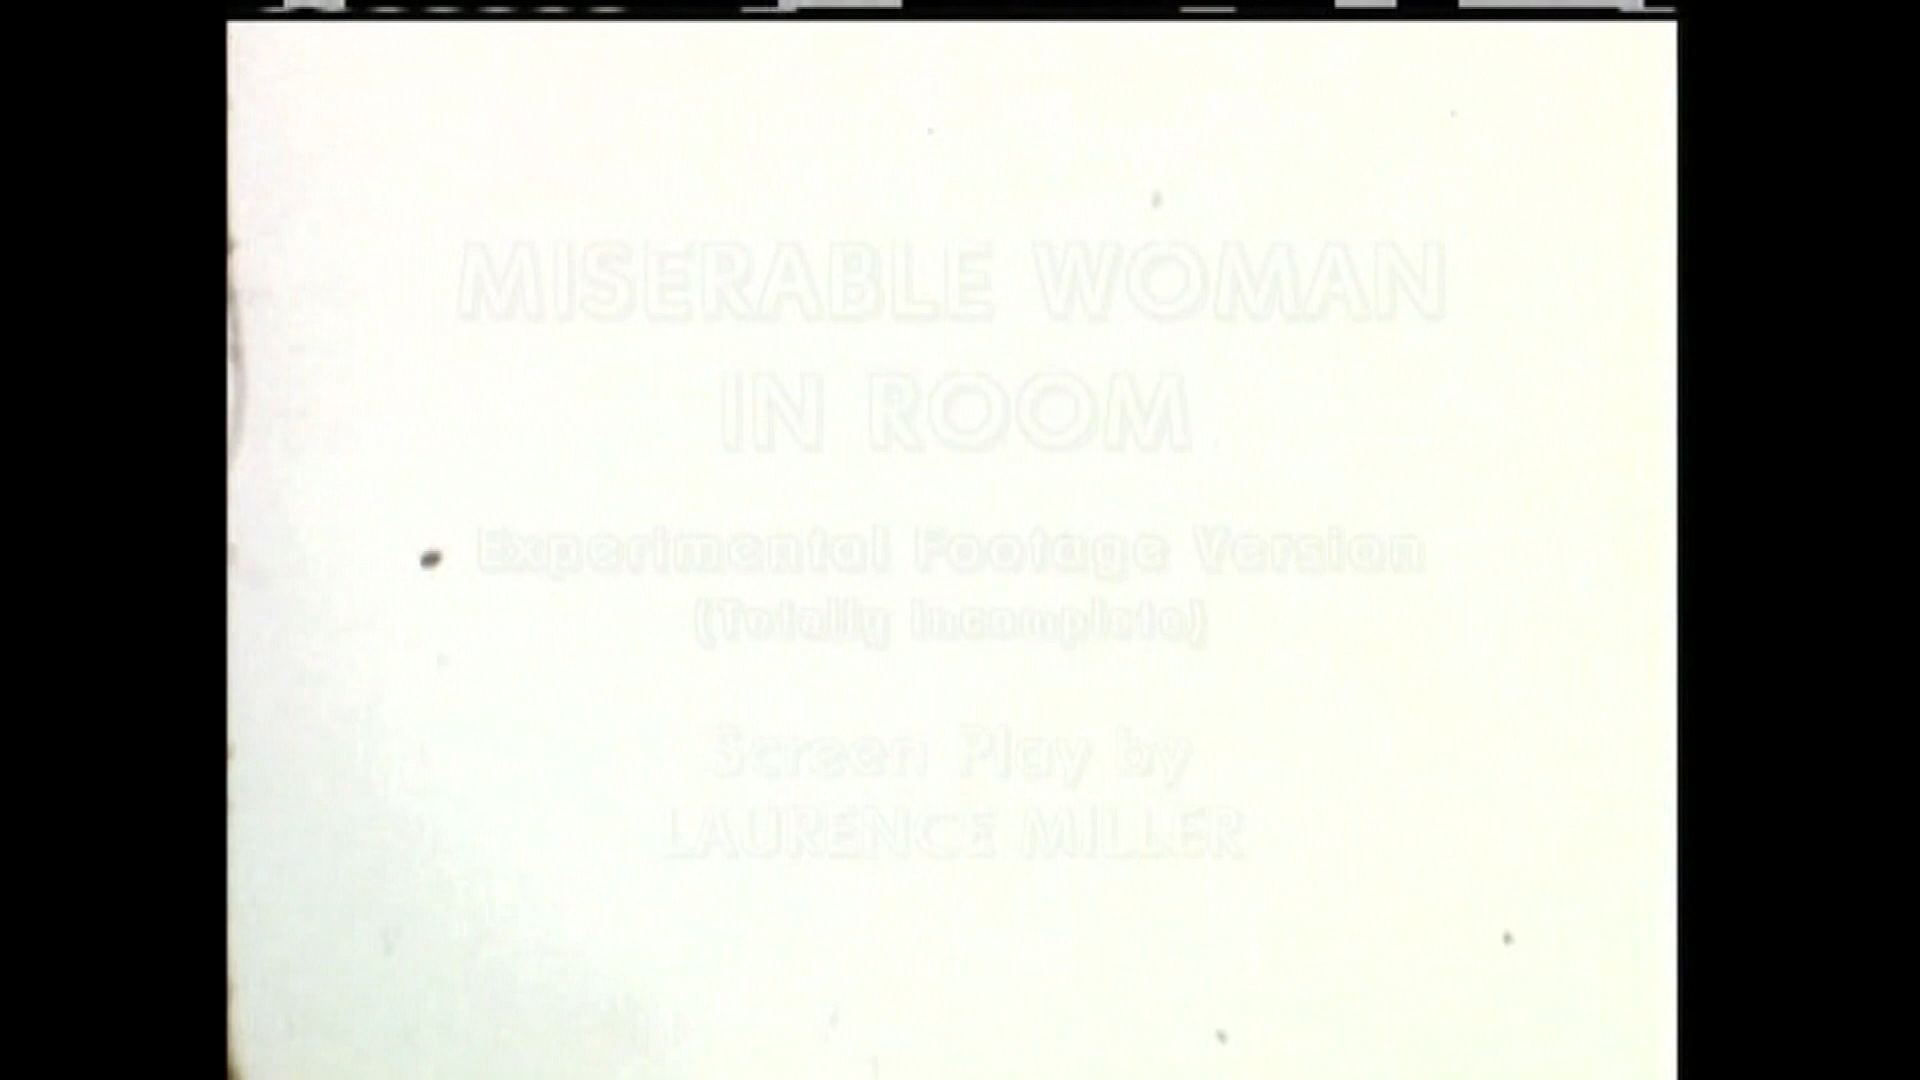 MISERABLE WOMAN
IN ROOM
Experimental Footage Version
(Totally Incomplete)
Screen Play by
LAURENCE MILLER